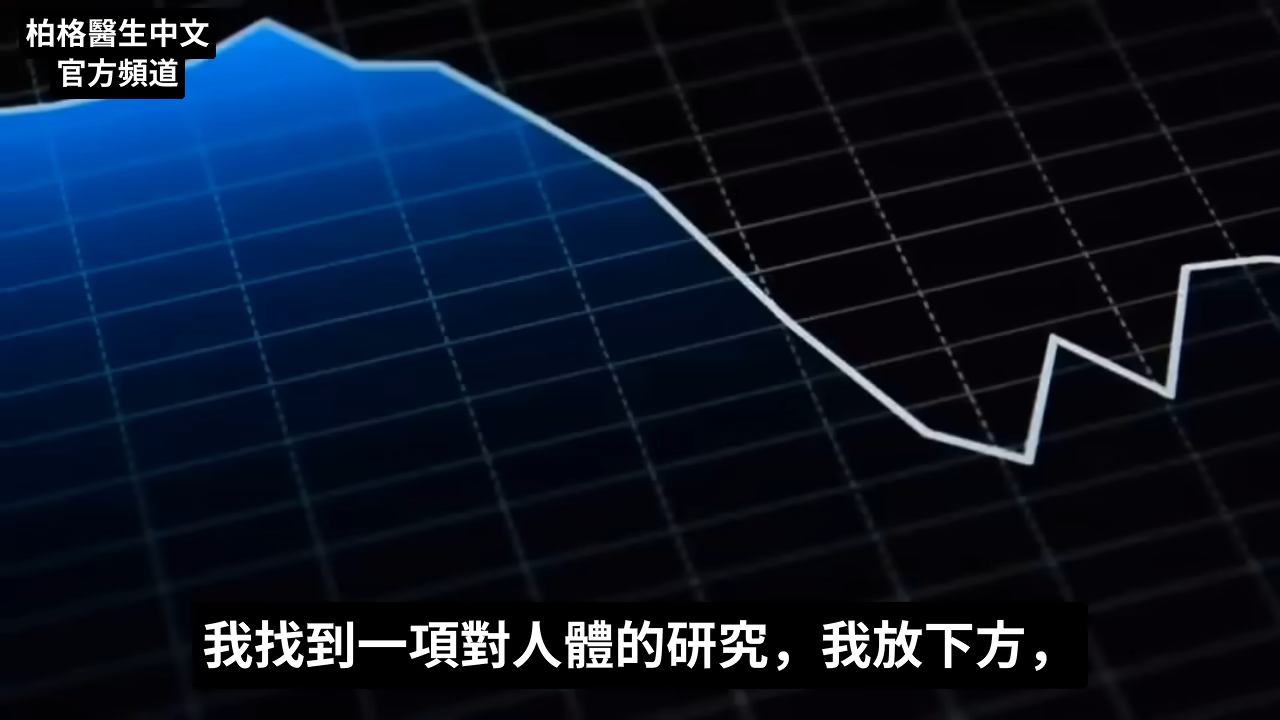 柏格醫生中文
官方頻道
我找到一項對人體的研究，我放下方，